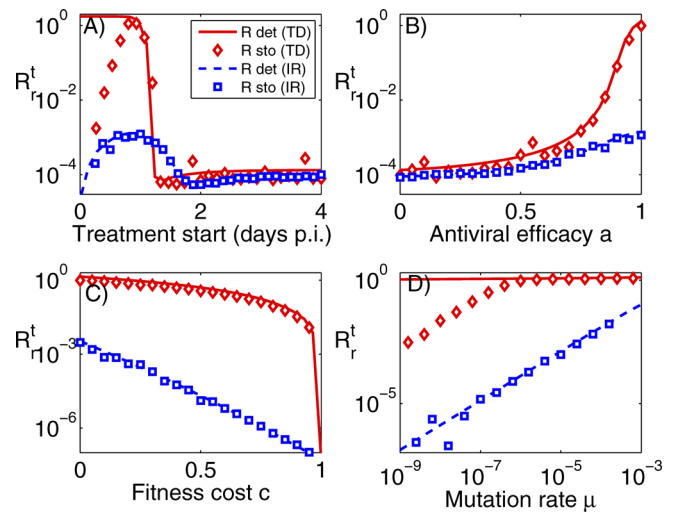 A)
R det (TD)
R sto (TD)
R det (IR)
R sto (IR)
R_r^t
10^0
10^-2
10^-4
0 2 4
Treatment start (days p.i.)
B)
R_r^t
10^0
10^-2
10^-4
0 0.5 1
Antiviral efficacy a
C)
R_r^t
10^0
10^-3
10^-6
0 0.5 1
Fitness cost c
D)
R_r^t
10^0
10^-5
10^-9 10^-7 10^-5 10^-3
Mutation rate μ